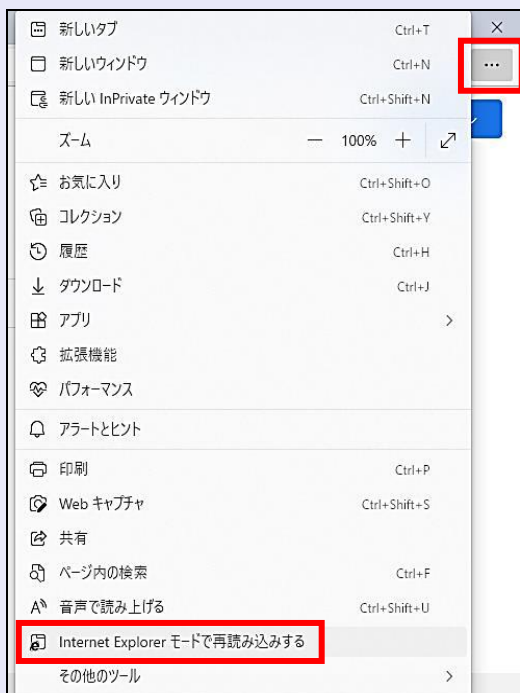 新しいタブ Ctrl+T
新しいウィンドウ Ctrl+N
新しい InPrivate ウィンドウ Ctrl+Shift+N
ズーム — 100% +
お気に入り Ctrl+Shift+O
コレクション Ctrl+Shift+Y
履歴 Ctrl+H
ダウンロード Ctrl+J
アプリ
拡張機能
パフォーマンス
アラートとヒント
印刷 Ctrl+P
Web キャプチャ Ctrl+Shift+S
共有
ページ内の検索 Ctrl+F
音声で読み上げる Ctrl+Shift+U
Internet Explorer モードで再読み込みする
その他のツール